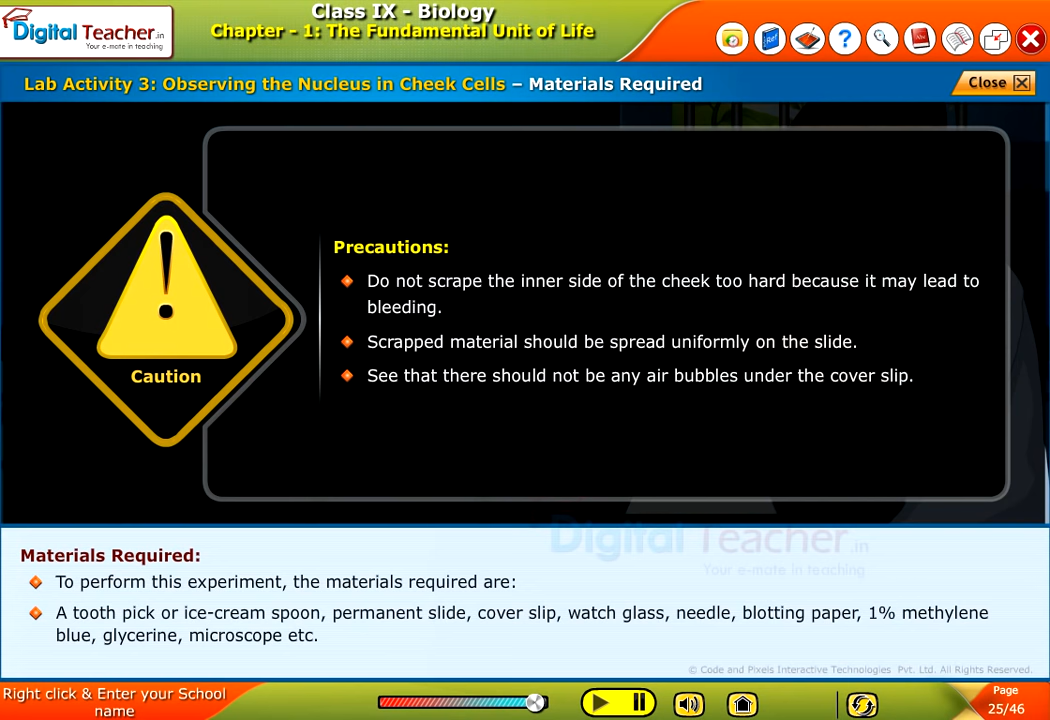 Digital Teacher.in
Your e-mate in teaching
Class IX - Biology
Chapter - 1: The Fundamental Unit of Life
Ref
?
Lab Activity 3: Observing the Nucleus in Cheek Cells – Materials Required
Close
Precautions:
Do not scrape the inner side of the cheek too hard because it may lead to
bleeding.
Scrapped material should be spread uniformly on the slide.
See that there should not be any air bubbles under the cover slip.
!
Caution
Digital Teacher.in
Your e-mate in teaching
Materials Required:
To perform this experiment, the materials required are:
A tooth pick or ice-cream spoon, permanent slide, cover slip, watch glass, needle, blotting paper, 1% methylene
blue, glycerine, microscope etc.
© Code and Pixels Interactive Technologies Pvt. Ltd. All Rights Reserved.
Right click & Enter your School
name
Page
25/46